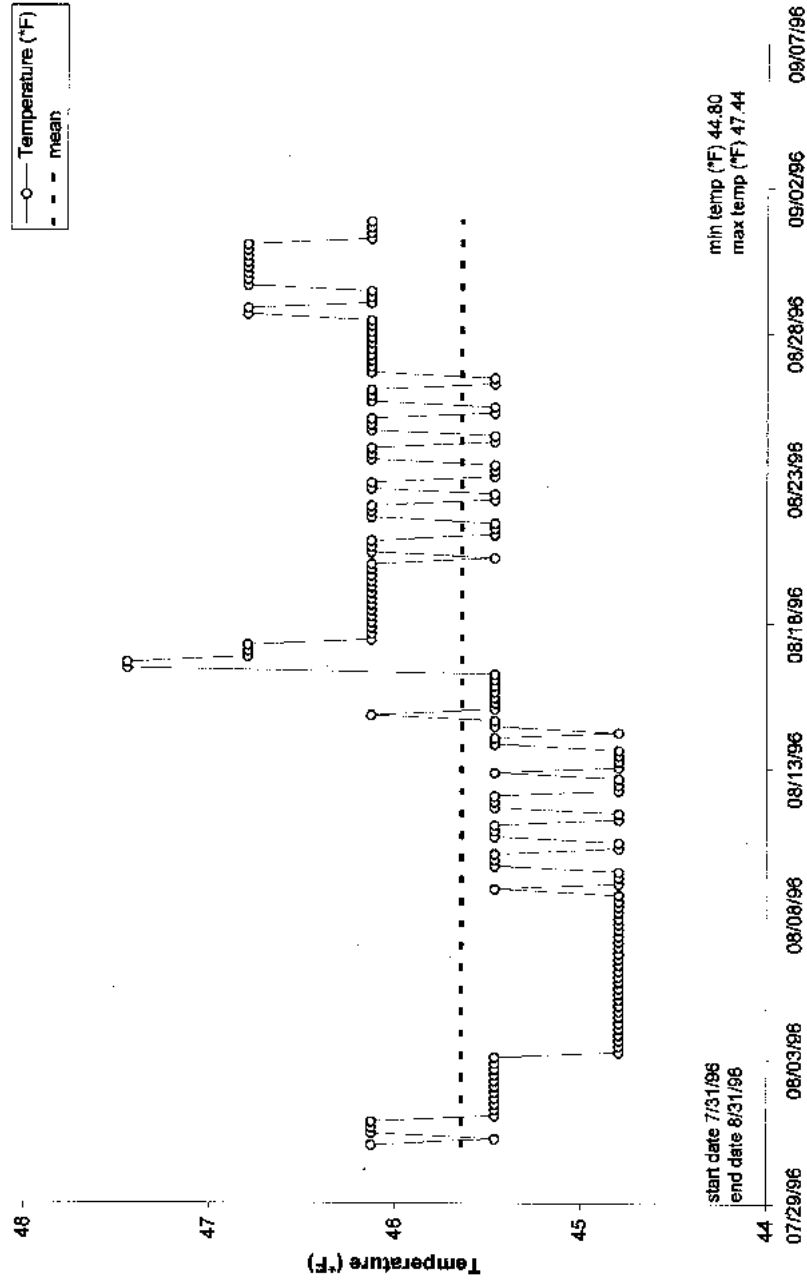 Temperature (°F)
mean
48
47
46
45
44
Temperature (°F)
start date 7/31/96
end date 8/31/96
min temp (°F) 44.80
max temp (°F) 47.44
07/29/96
08/03/96
08/08/96
08/13/96
08/18/96
08/23/96
08/28/96
09/02/96
09/07/96